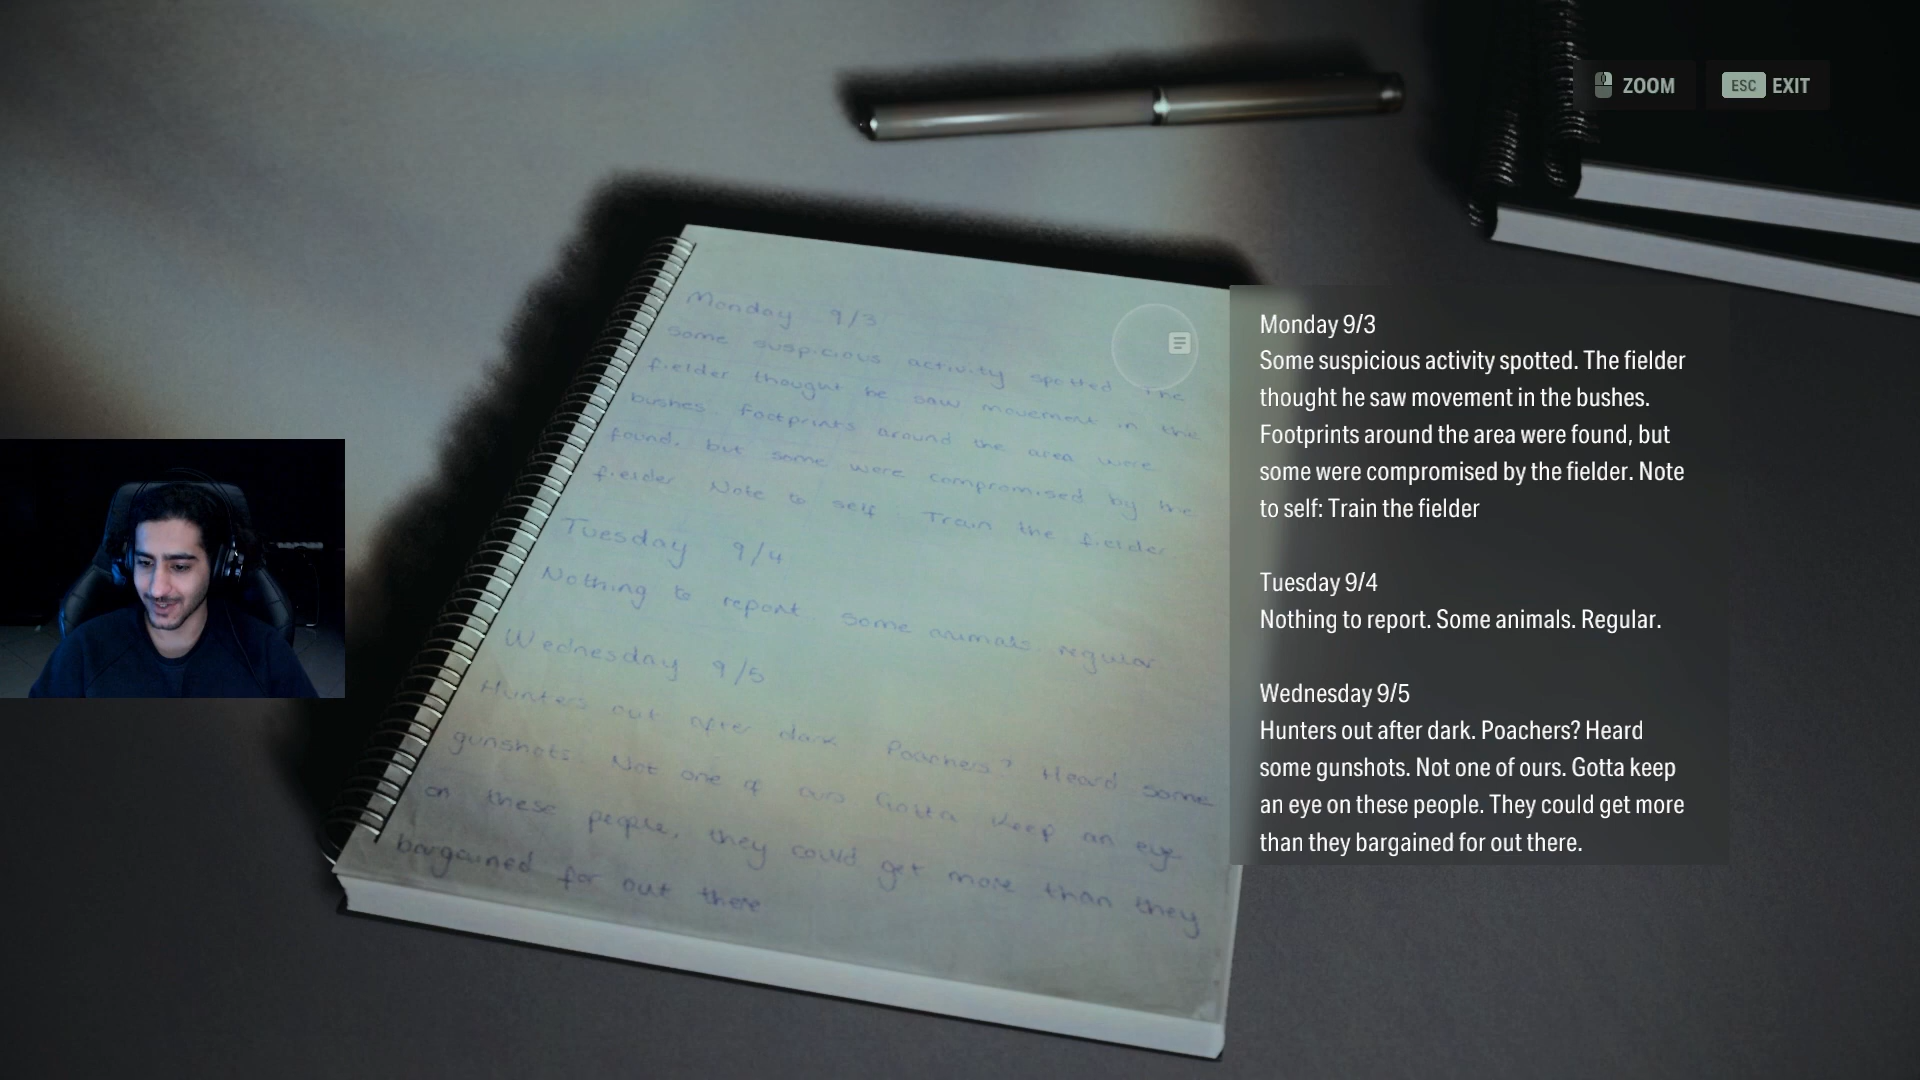 ZOOM
ESC EXIT
Monday 9/3
some suspicious activity spotted The
fielder thought he saw movement in the
bushes. Footprints around the area were
found, but some were compromised by the
fielder Note to self: Train the fielder
Tuesday 9/4
Nothing to report. some animals. regular
Wednesday 9/5
Hunters out after dark. Poachers? Heard some
gunshots. Not one of ours Gotta keep an eye
on these people, they could get more than they
bargained for out there
Monday 9/3
Some suspicious activity spotted. The fielder
thought he saw movement in the bushes.
Footprints around the area were found, but
some were compromised by the fielder. Note
to self: Train the fielder
Tuesday 9/4
Nothing to report. Some animals. Regular.
Wednesday 9/5
Hunters out after dark. Poachers? Heard
some gunshots. Not one of ours. Gotta keep
an eye on these people. They could get more
than they bargained for out there.